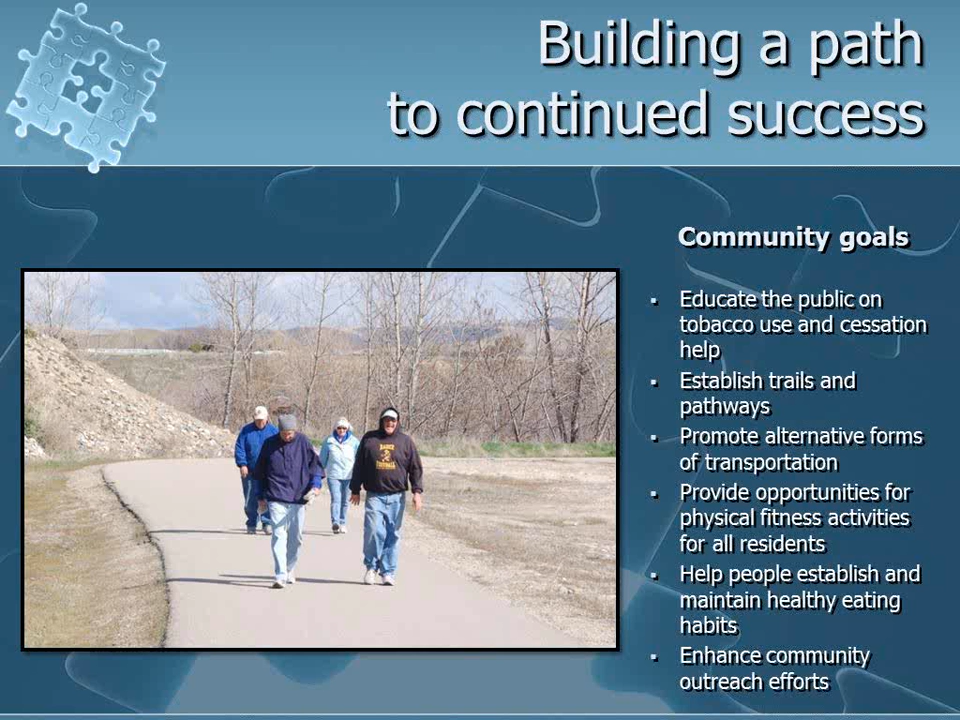 Building a path
to continued success
Community goals
▪ Educate the public on
tobacco use and cessation
help
▪ Establish trails and
pathways
▪ Promote alternative forms
of transportation
▪ Provide opportunities for
physical fitness activities
for all residents
▪ Help people establish and
maintain healthy eating
habits
▪ Enhance community
outreach efforts